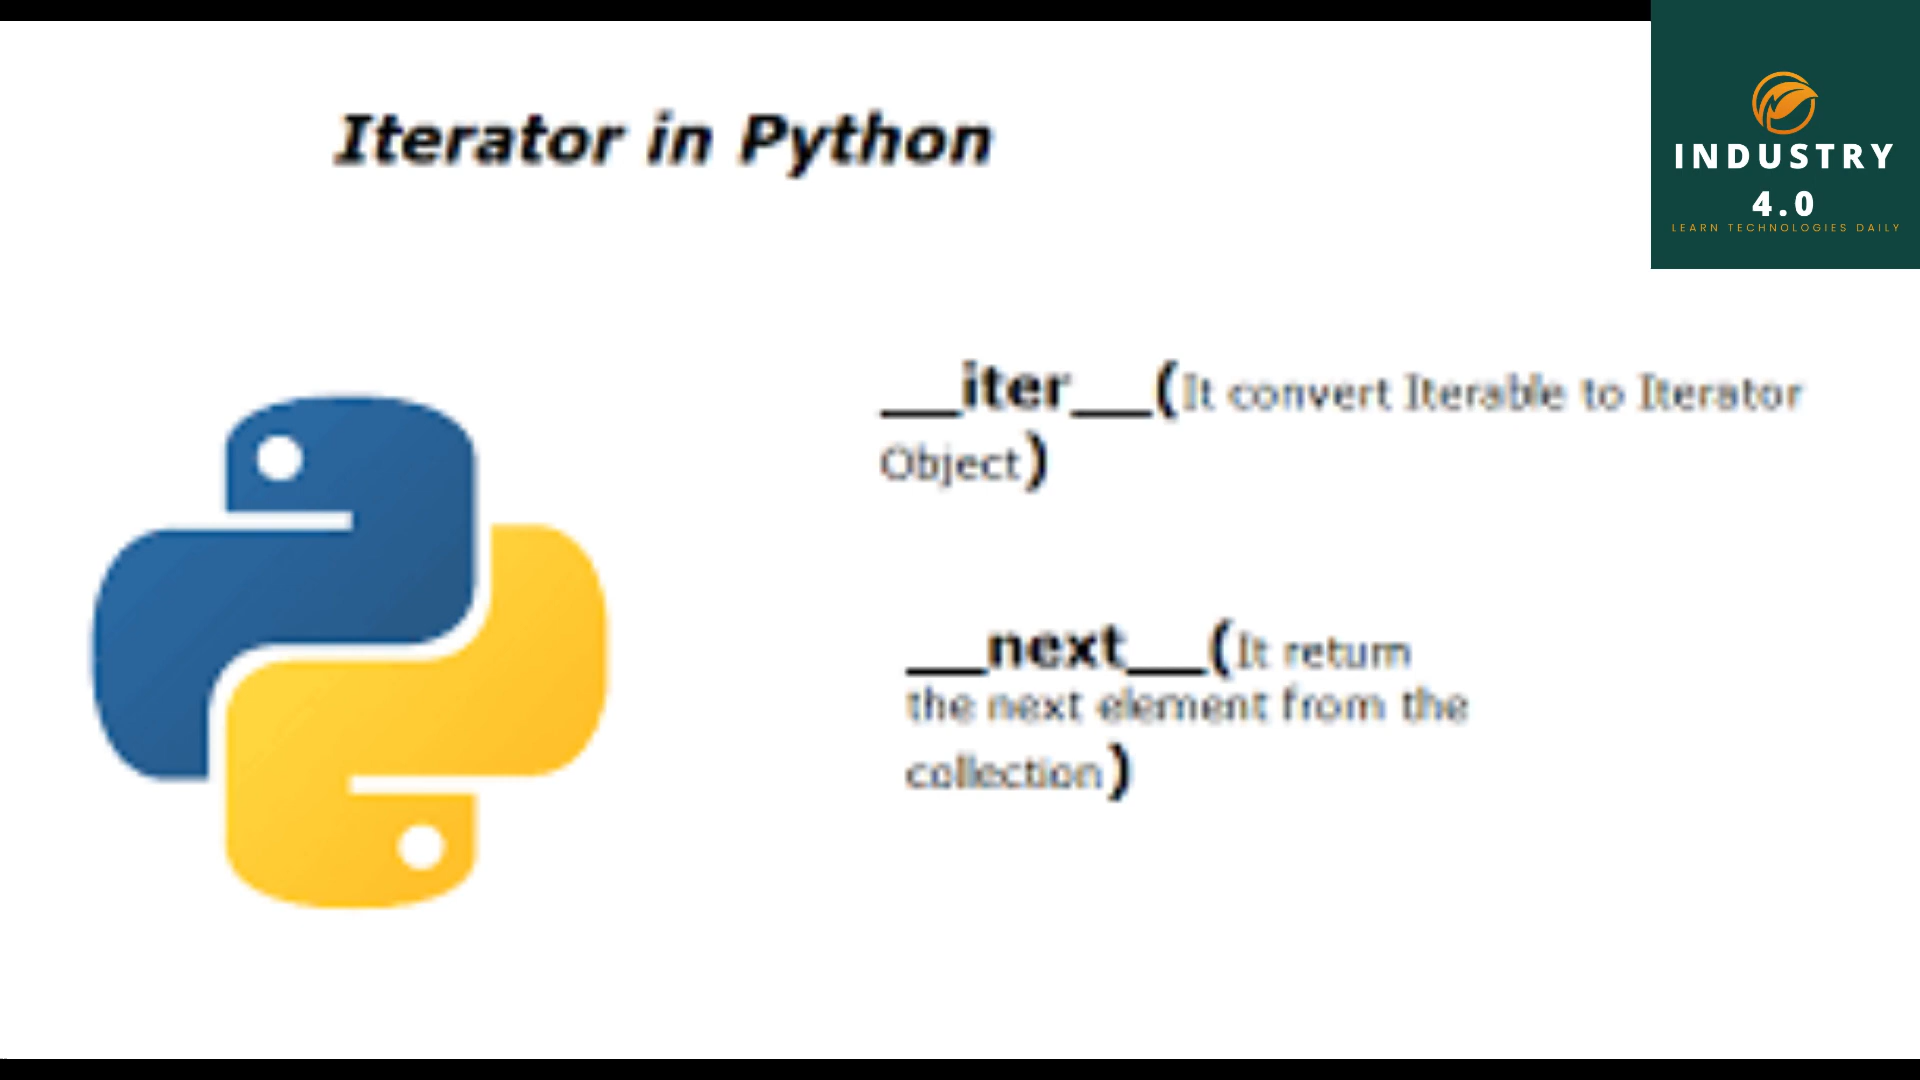 Iterator in Python
INDUSTRY
4.0
LEARN TECHNOLOGIES DAILY
__iter__(It convert Iterable to Iterator
Object)
__next__(It return
the next element from the
collection)